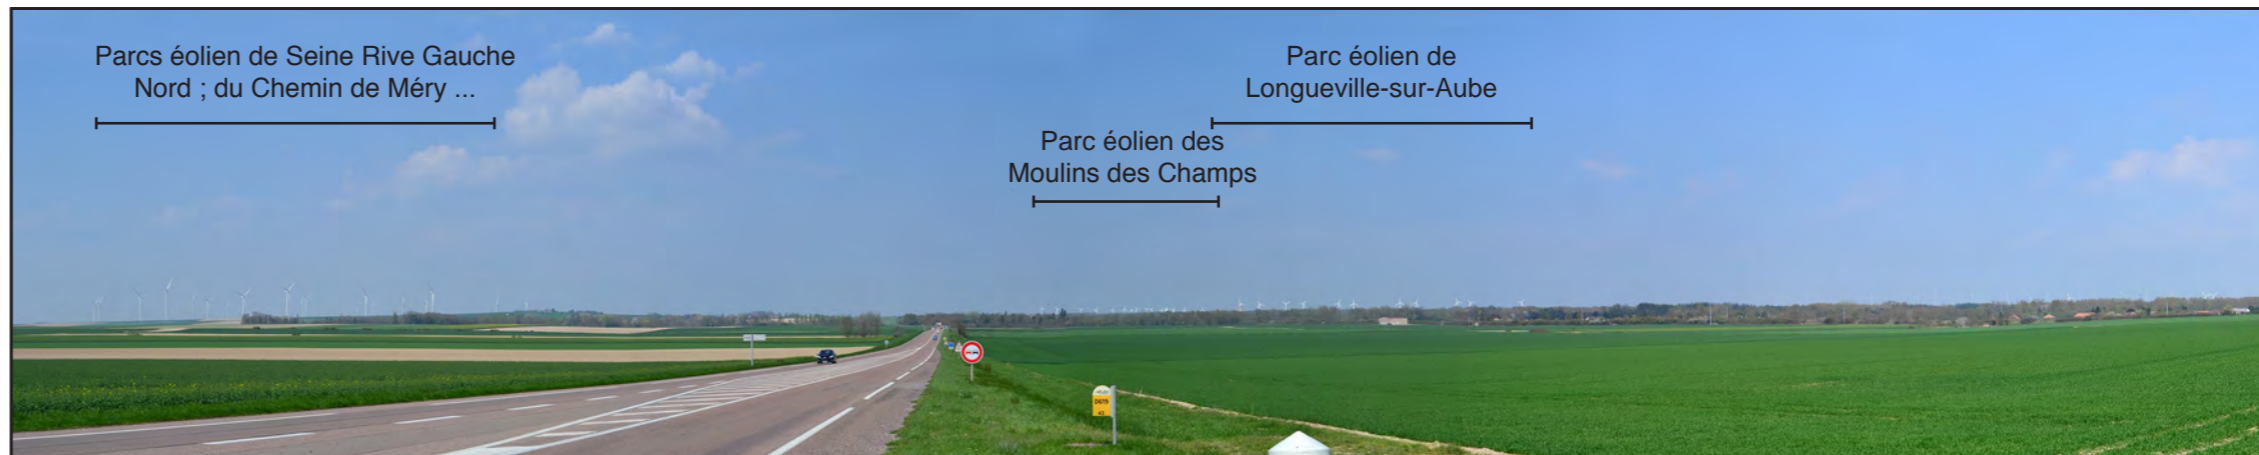 Parcs éolien de Seine Rive Gauche
Nord ; du Chemin de Méry ...
Parc éolien de
Longueville-sur-Aube
Parc éolien des
Moulins des Champs
D619